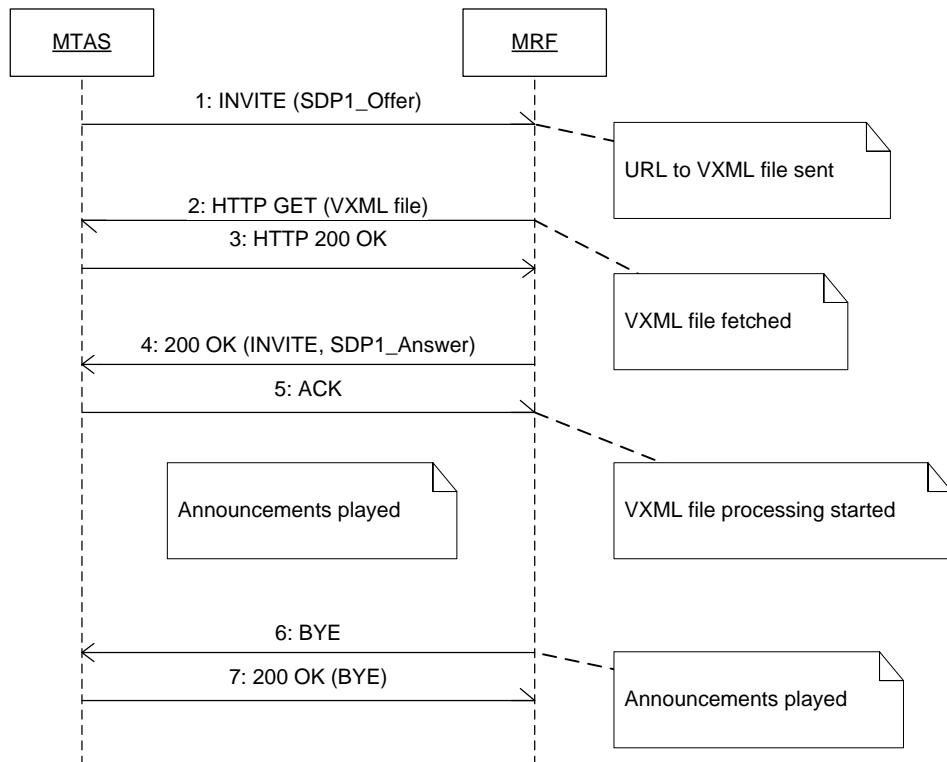 MTAS
MRF
1: INVITE (SDP1_Offer)
URL to VXML file sent
2: HTTP GET (VXML file)
3: HTTP 200 OK
VXML file fetched
4: 200 OK (INVITE, SDP1_Answer)
5: ACK
Announcements played
VXML file processing started
6: BYE
7: 200 OK (BYE)
Announcements played